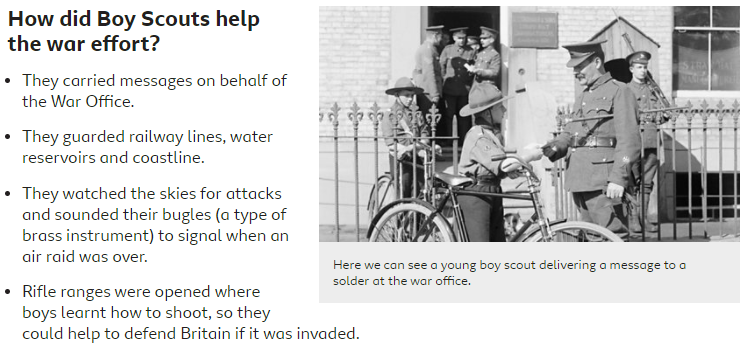 How did Boy Scouts help
the war effort?
• They carried messages on behalf of
the War Office.
• They guarded railway lines, water
reservoirs and coastline.
• They watched the skies for attacks
and sounded their bugles (a type of
brass instrument) to signal when an
air raid was over.
• Rifle ranges were opened where
boys learnt how to shoot, so they
could help to defend Britain if it was invaded.
Here we can see a young boy scout delivering a message to a
solder at the war office.